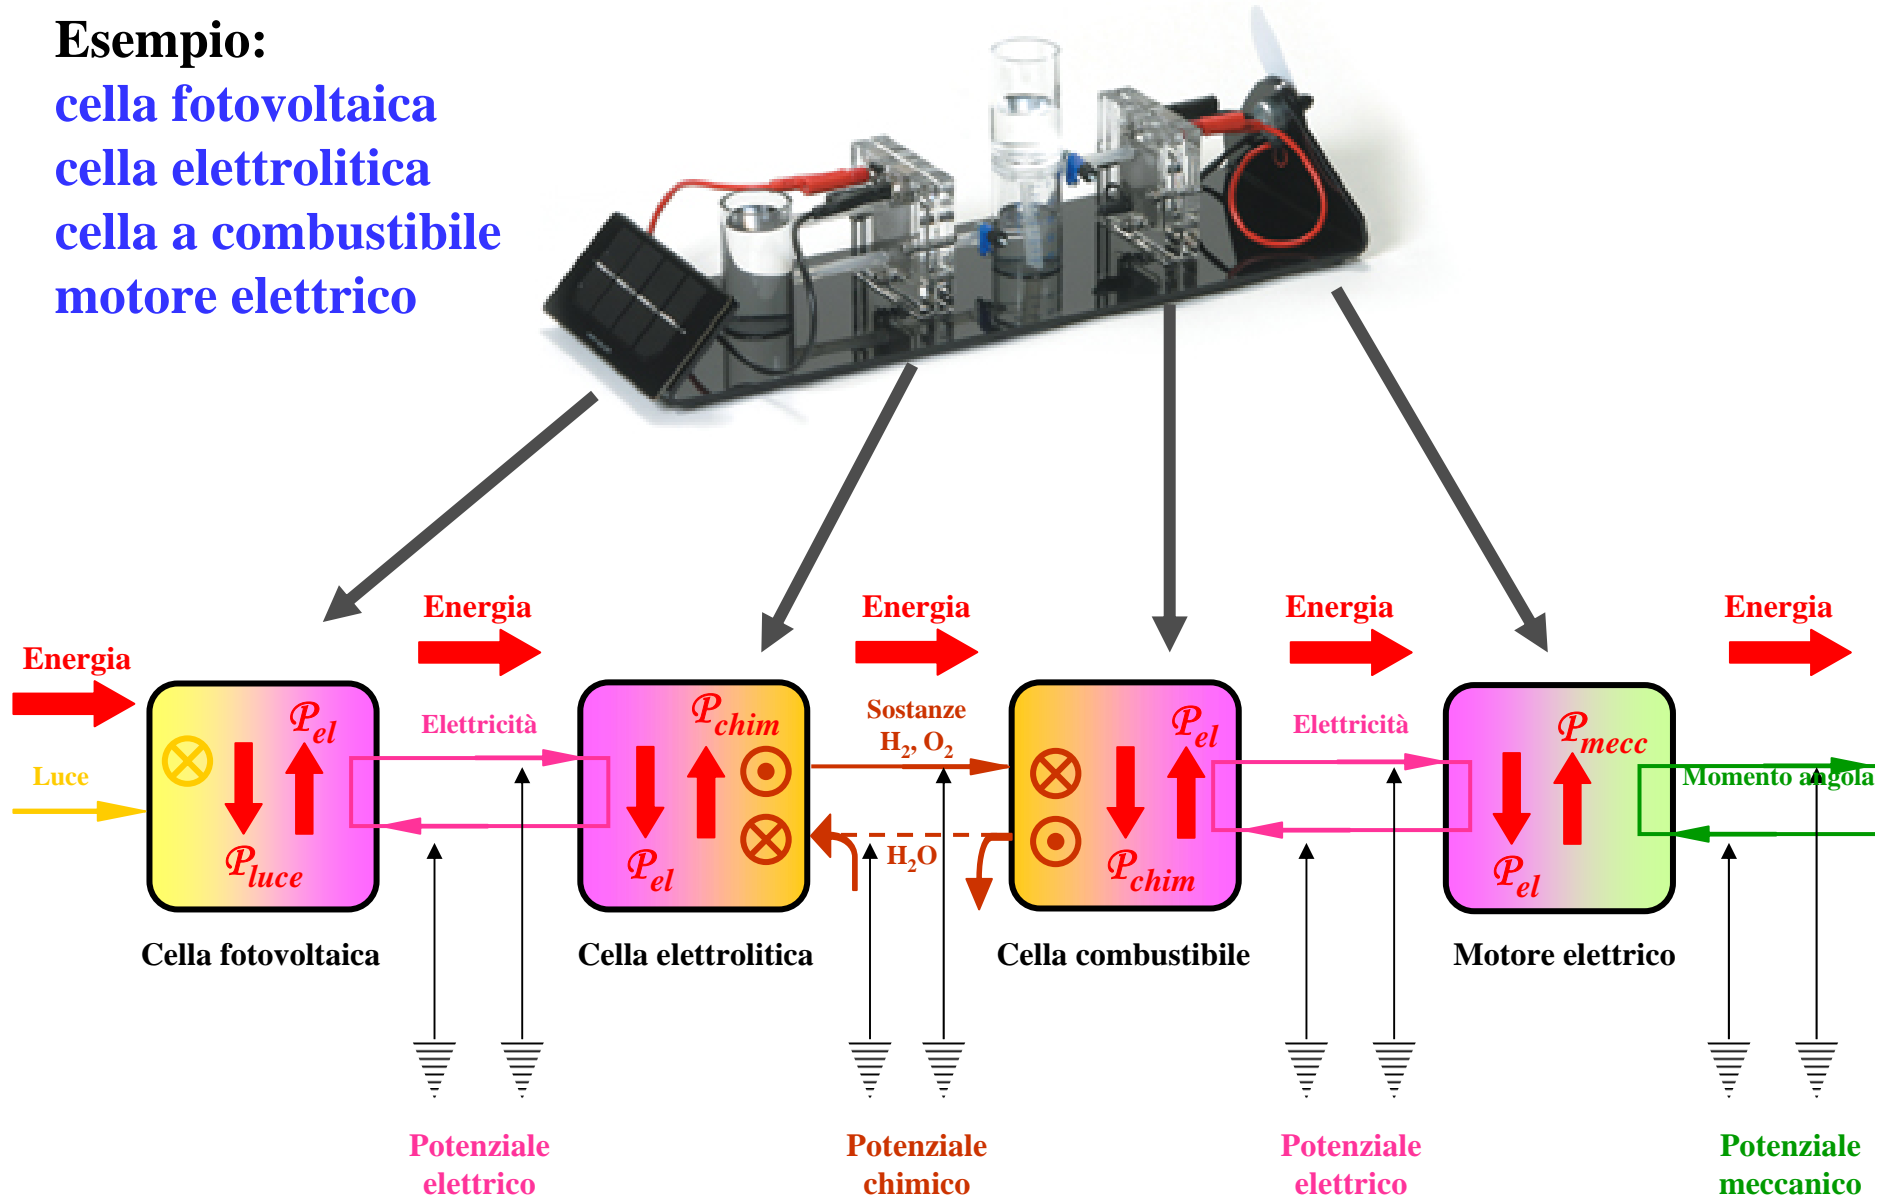 Esempio:
cella fotovoltaica
cella elettrolitica
cella a combustibile
motore elettrico
Energia
Energia
Energia
Energia
Energia
Luce
Elettricità
Sostanze
H2, O2
H2O
Elettricità
Momento angola
Pel
Pluce
Pchim
Pel
Pel
Pchim
Pmecc
Pel
Cella fotovoltaica
Cella elettrolitica
Cella combustibile
Motore elettrico
Potenziale
elettrico
Potenziale
chimico
Potenziale
elettrico
Potenziale
meccanico